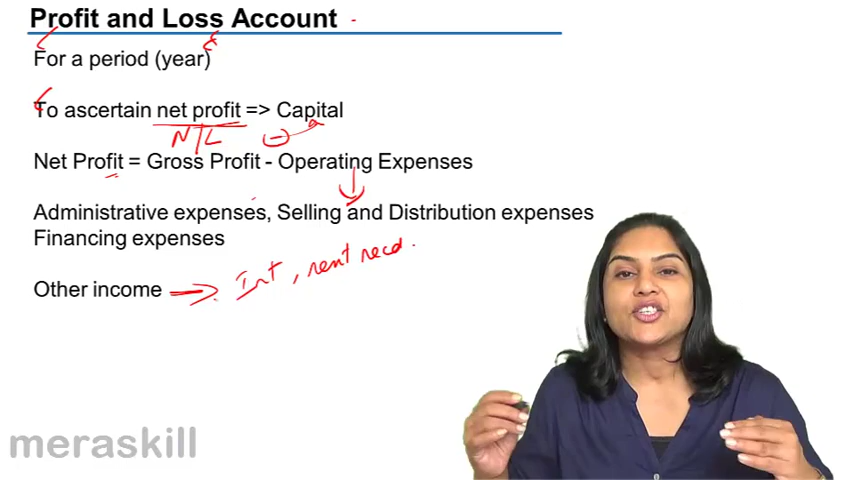 Profit and Loss Account
For a period (year)
To ascertain net profit => Capital
N/L
Net Profit = Gross Profit - Operating Expenses
Administrative expenses, Selling and Distribution expenses
Financing expenses
Other income Int, rent recd.
meraskill